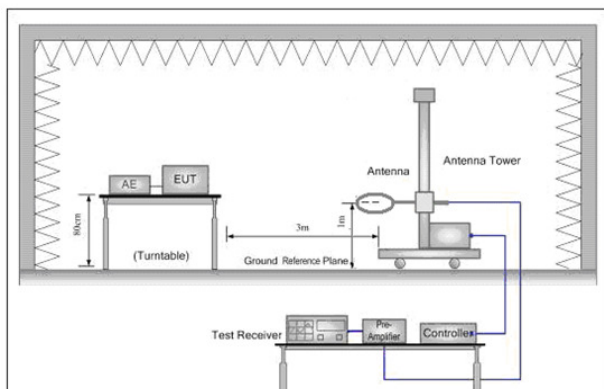 Antenna
Antenna Tower
AE
EUT
80cm
(Turntable)
3m
1m
Ground Reference Plane
Test Receiver
Pre-
Amplifier
Controller